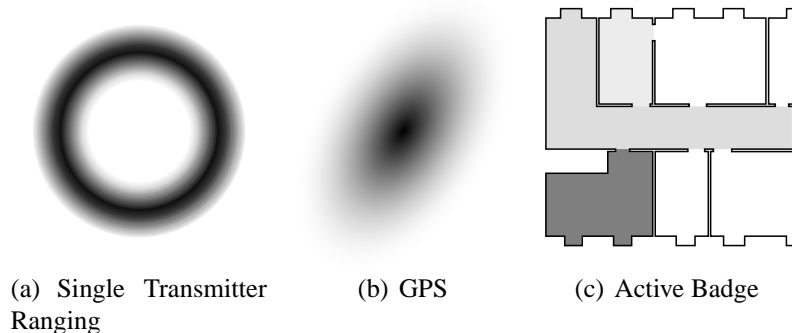 (a) Single Transmitter
Ranging
(b) GPS
(c) Active Badge